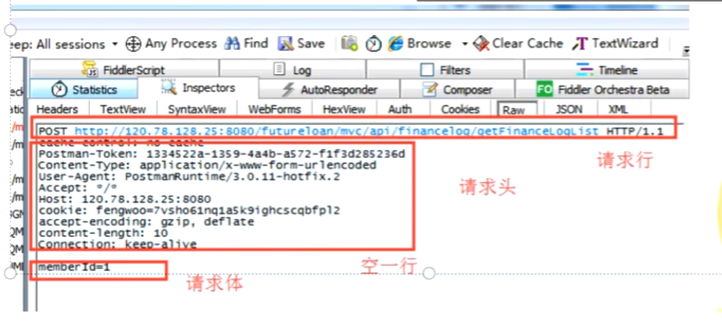 eep: All sessions Any Process Find Save Browse Clear Cache TextWizard
FiddlerScript Log Filters Timeline
Statistics Inspectors AutoResponder Composer FO Fiddler Orchestra Beta
Headers TextView SyntaxView WebForms HexView Auth Cookies Raw JSON XML
POST http://120.78.128.25:8080/futureloan/mvc/api/financelog/getFinanceLogList HTTP/1.1
请求行
cache-control: no-cache
Postman-Token: 1334522a-1359-4a4b-a572-f1f3d285236d
Content-Type: application/x-www-form-urlencoded
User-Agent: PostmanRuntime/3.0.11-hotfix.2
请求头
Accept: */*
Host: 120.78.128.25:8080
cookie: fengwoo=7vsho61nq1a5k9ighcscqbfpl2
accept-encoding: gzip, deflate
content-length: 10
Connection: keep-alive
空一行
memberId=1
请求体